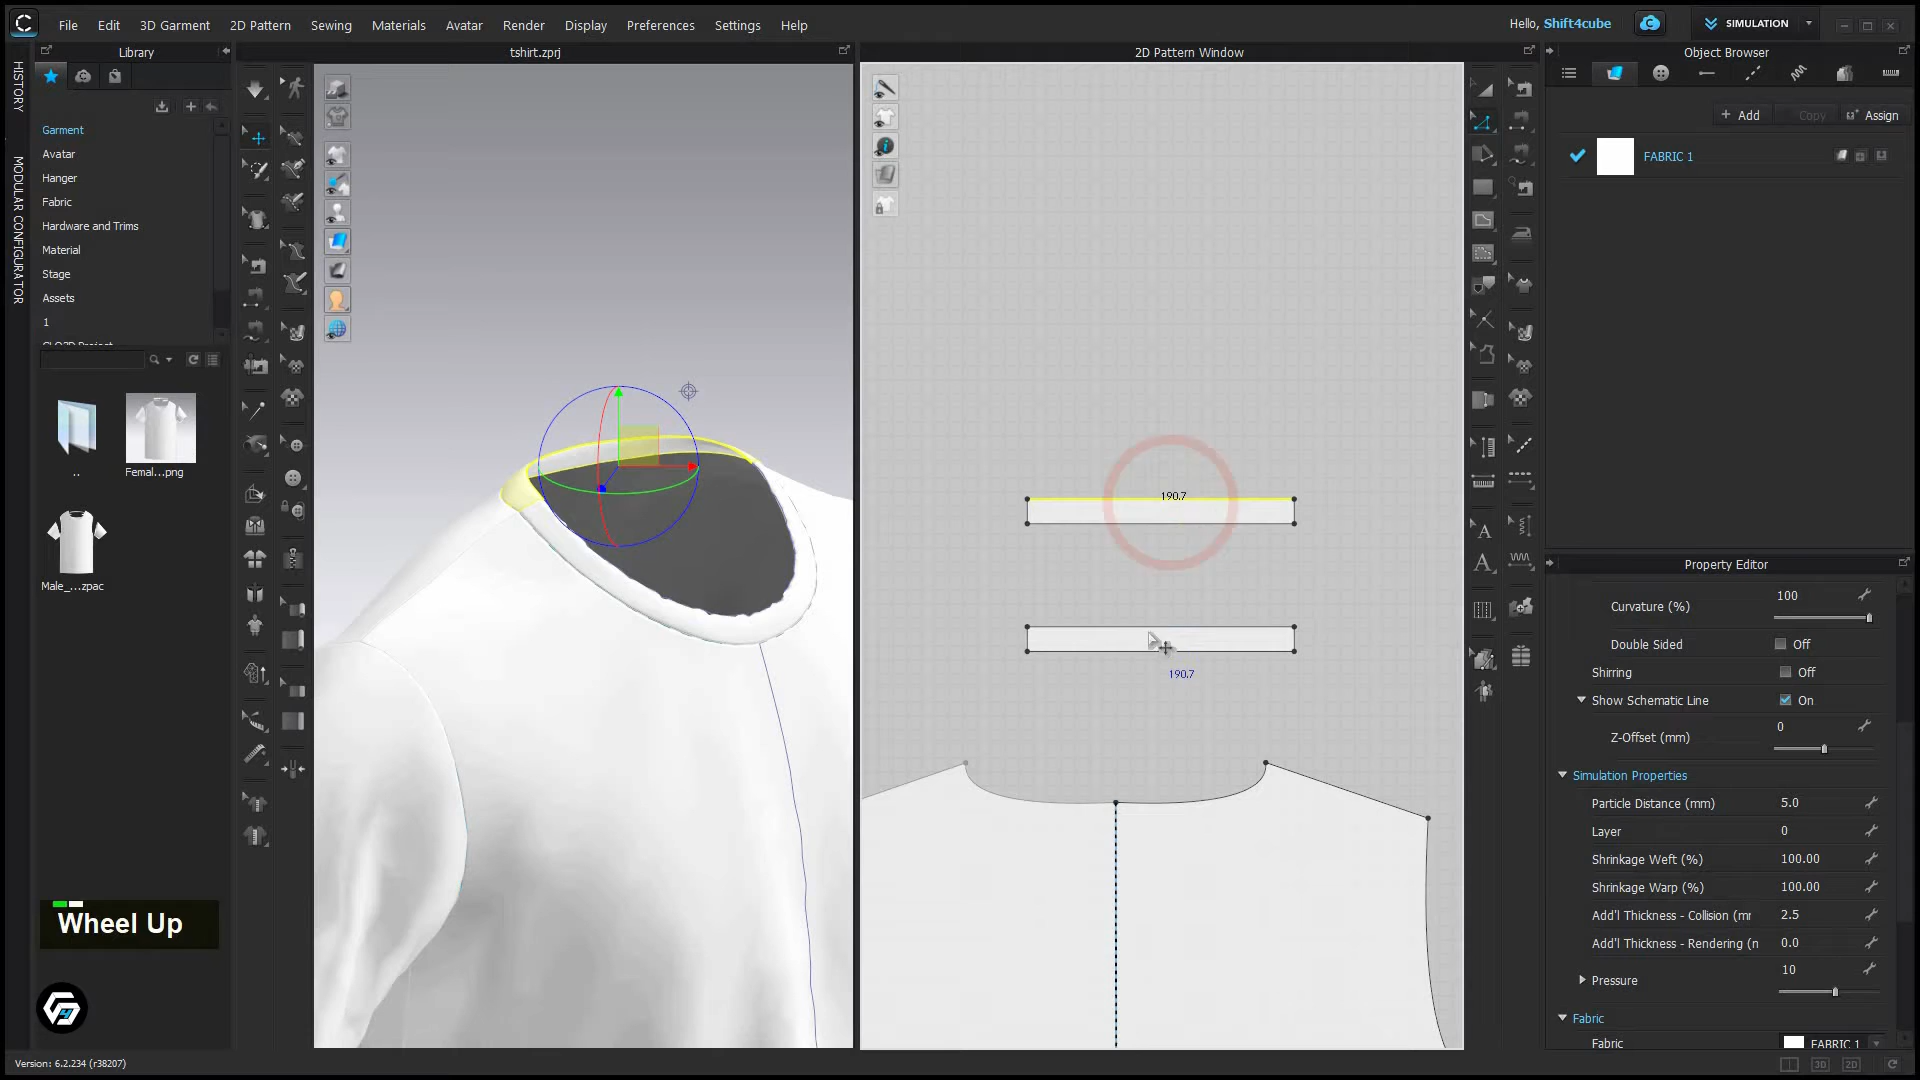 File Edit 3D Garment 2D Pattern Sewing Materials Avatar Render Display Preferences Settings Help
Hello, Shift4cube
SIMULATION
Library
tshirt.zprj
2D Pattern Window
Object Browser
HISTORY
MODULAR CONFIGURATOR
Garment
Avatar
Hanger
Fabric
Hardware and Trims
Material
Stage
Assets
1
..
Femal...png
Male_...zpac
Wheel Up
190.7
190.7
A
A
Add Copy Assign
FABRIC 1
Property Editor
Curvature (%) 100
Double Sided Off
Shirring Off
Show Schematic Line On
Z-Offset (mm) 0
Simulation Properties
Particle Distance (mm) 5.0
Layer 0
Shrinkage Weft (%) 100.00
Shrinkage Warp (%) 100.00
Add'l Thickness - Collision (mr 2.5
Add'l Thickness - Rendering (n 0.0
Pressure 10
Fabric
Fabric FABRIC 1
Version: 6.2.234 (r38207)
3D 2D